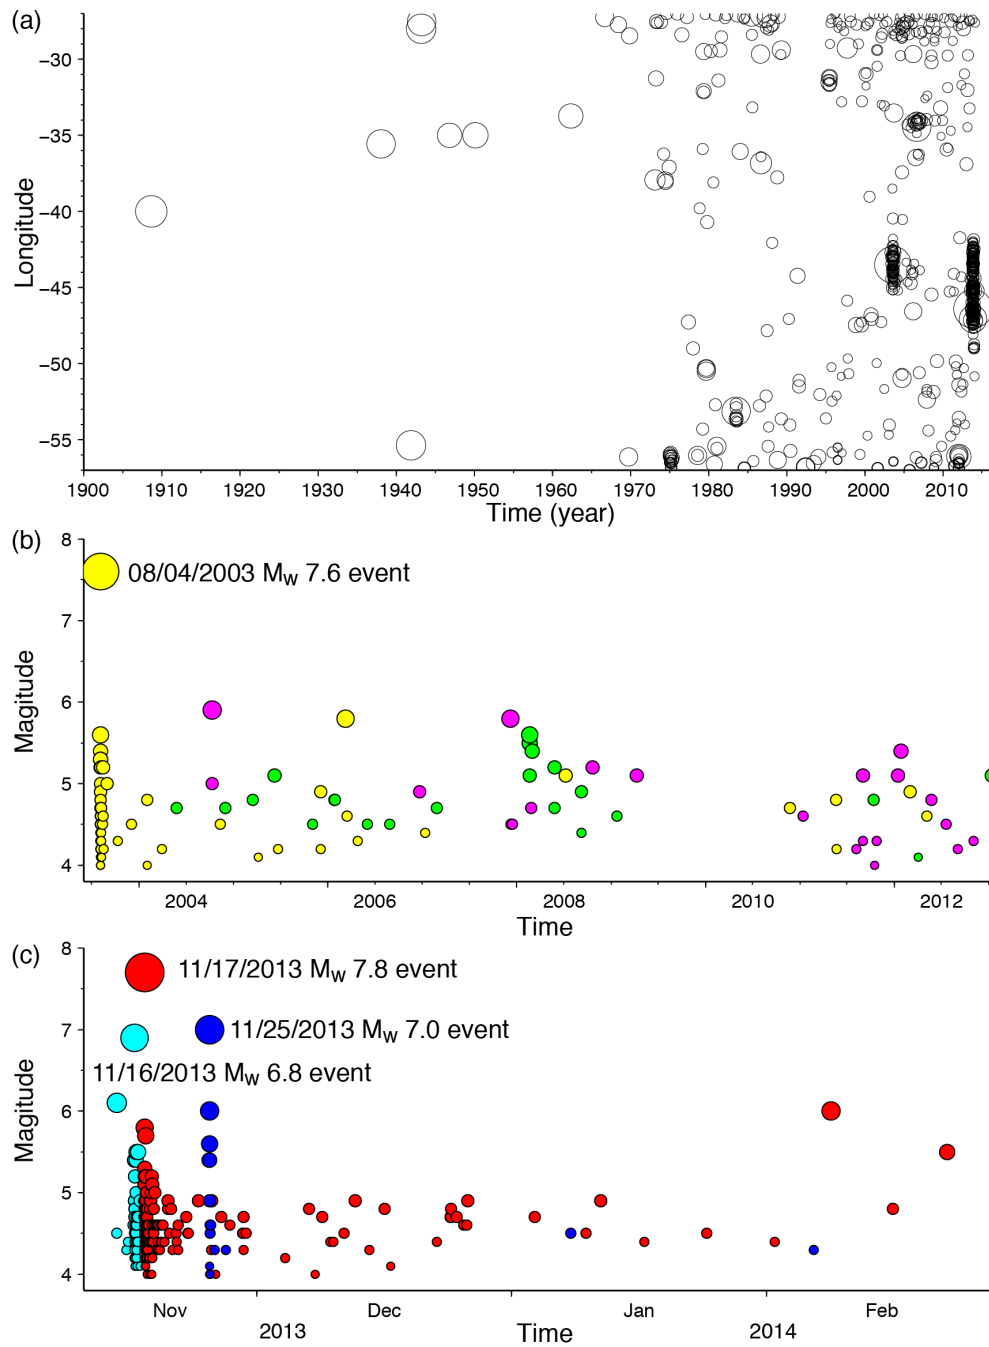 (a)
−30
−35
−40
−45
−50
−55
Longitude
1900 1910 1920 1930 1940 1950 1960 1970 1980 1990 2000 2010
Time (year)
(b)
8
7
6
5
4
Magitude
08/04/2003 Mw 7.6 event
2004 2006 2008 2010 2012
Time
(c)
8
7
6
5
4
Magitude
11/17/2013 Mw 7.8 event
11/25/2013 Mw 7.0 event
11/16/2013 Mw 6.8 event
Nov Dec Jan Feb
2013 Time 2014